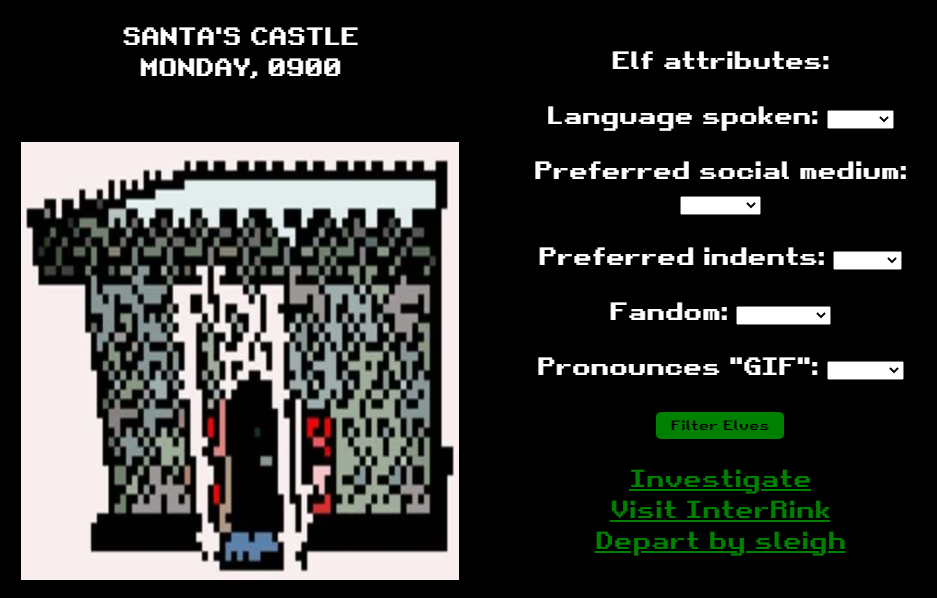 SANTA'S CASTLE
MONDAY, 0900
Elf attributes:
Language spoken:
Preferred social medium:
Preferred indents:
Fandom:
Pronounces "GIF":
Filter Elves
Investigate
Visit InterRink
Depart by sleigh